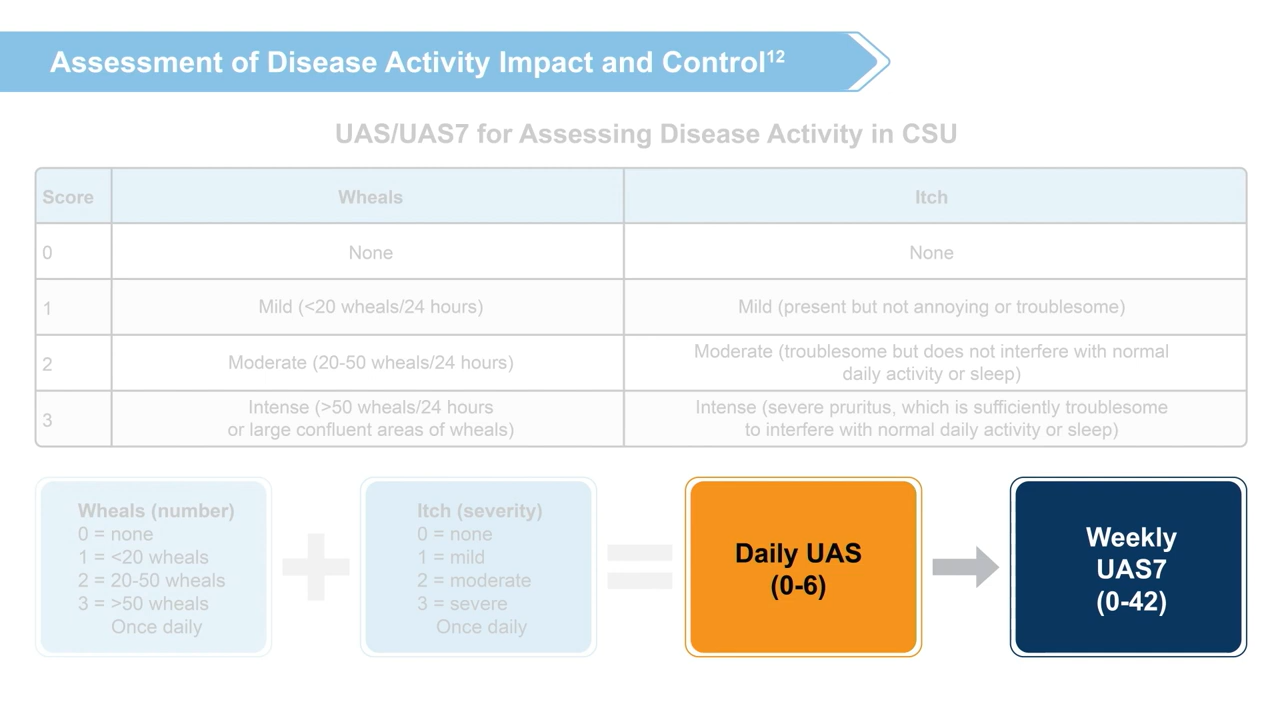 Assessment of Disease Activity Impact and Control¹²
UAS/UAS7 for Assessing Disease Activity in CSU
Score
Wheals
Itch
0
None
None
1
Mild (<20 wheals/24 hours)
Mild (present but not annoying or troublesome)
2
Moderate (20-50 wheals/24 hours)
Moderate (troublesome but does not interfere with normal
daily activity or sleep)
3
Intense (>50 wheals/24 hours
or large confluent areas of wheals)
Intense (severe pruritus, which is sufficiently troublesome
to interfere with normal daily activity or sleep)
Wheals (number)
0 = none
1 = <20 wheals
2 = 20-50 wheals
3 = >50 wheals
Once daily
+
Itch (severity)
0 = none
1 = mild
2 = moderate
3 = severe
Once daily
=
Daily UAS
(0-6)
Weekly
UAS7
(0-42)